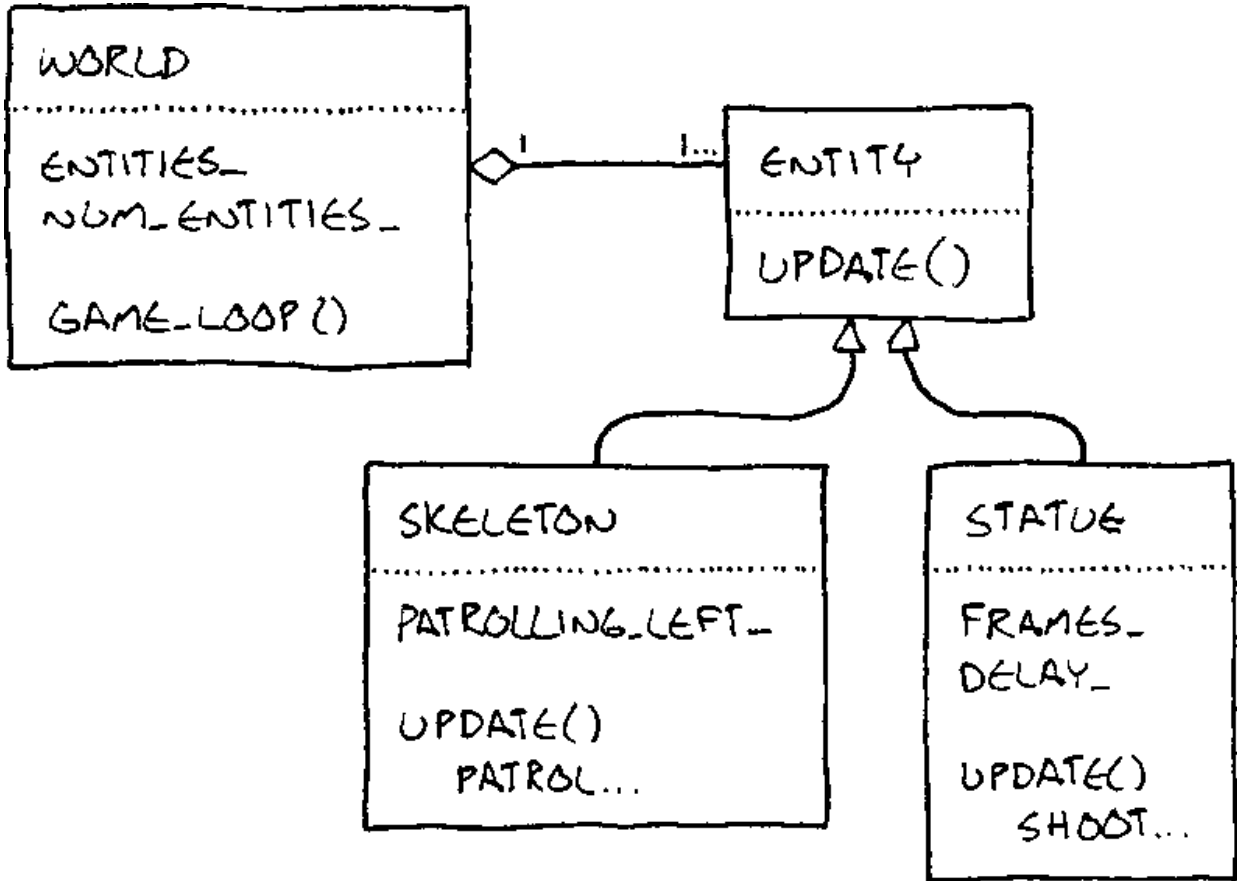 WORLD
ENTITIES_
NUM_ENTITIES_
GAME_LOOP()
1
1...
ENTITY
UPDATE()
SKELETON
PATROLLING_LEFT_
UPDATE()
PATROL...
STATUE
FRAMES_
DELAY_
UPDATE()
SHOOT...